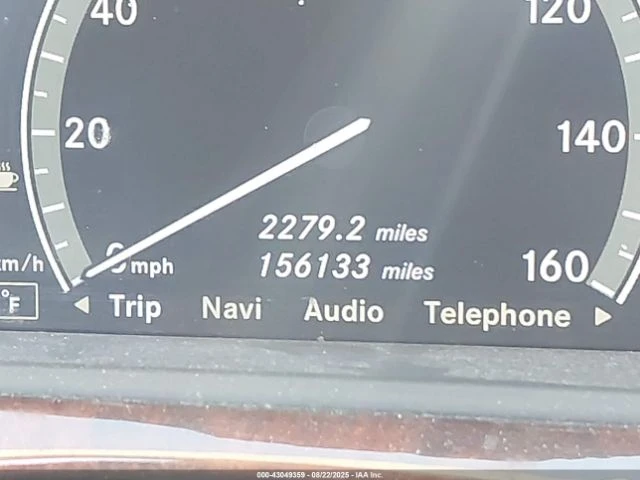 40
120
20
140
2279.2 miles
km/h
0 mph
156133 miles
160
°F
Trip Navi Audio Telephone
000-43049359 - 08/22/2025 - IAA Inc.